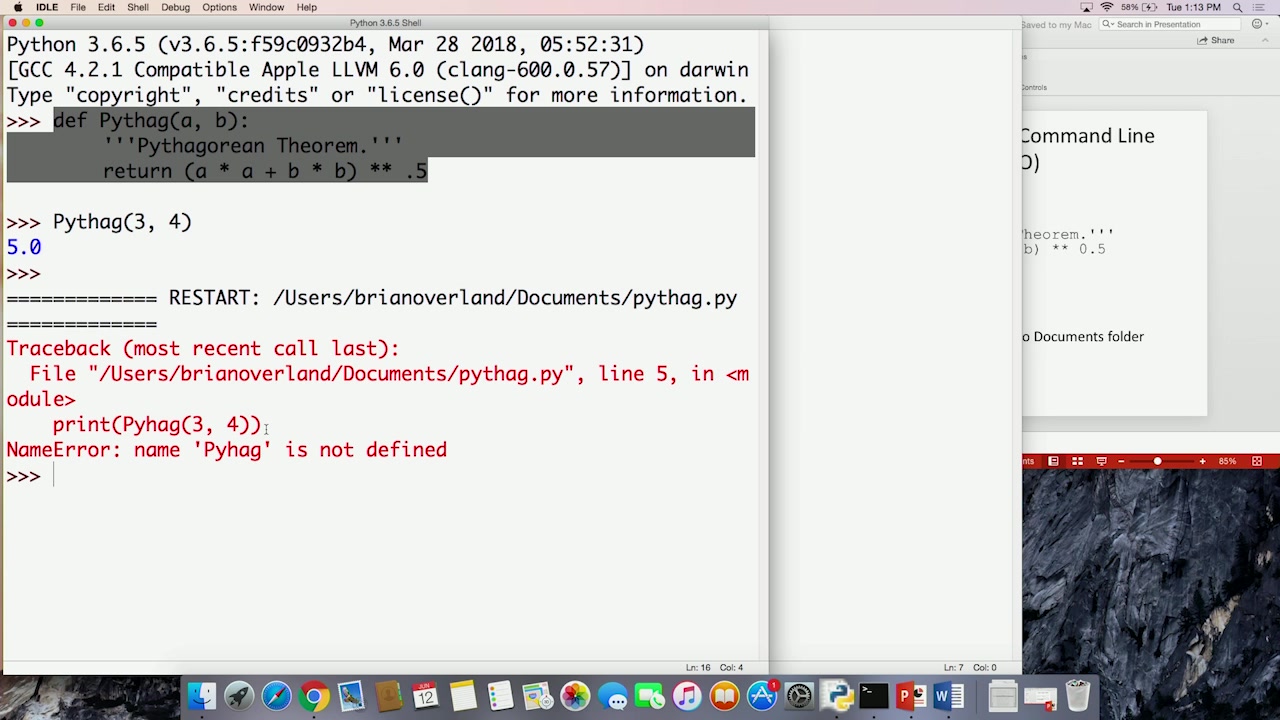 IDLE File Edit Shell Debug Options Window Help
58% Tue 1:13 PM
Python 3.6.5 Shell
Python 3.6.5 (v3.6.5:f59c0932b4, Mar 28 2018, 05:52:31)
[GCC 4.2.1 Compatible Apple LLVM 6.0 (clang-600.0.57)] on darwin
Type "copyright", "credits" or "license()" for more information.
>>> def Pythag(a, b):
'''Pythagorean Theorem.'''
return (a * a + b * b) ** .5
>>> Pythag(3, 4)
5.0
>>>
============= RESTART: /Users/brianoverland/Documents/pythag.py
=============
Traceback (most recent call last):
File "/Users/brianoverland/Documents/pythag.py", line 5, in <m
odule>
print(Pyhag(3, 4))
NameError: name 'Pyhag' is not defined
>>>
Ln: 16 Col: 4
Ln: 7 Col: 0
Saved to my Mac
Search in Presentation
Share
Controls
Command Line
O)
heorem.'''
b) ** 0.5
o Documents folder
nts
85%
JUN
12
1